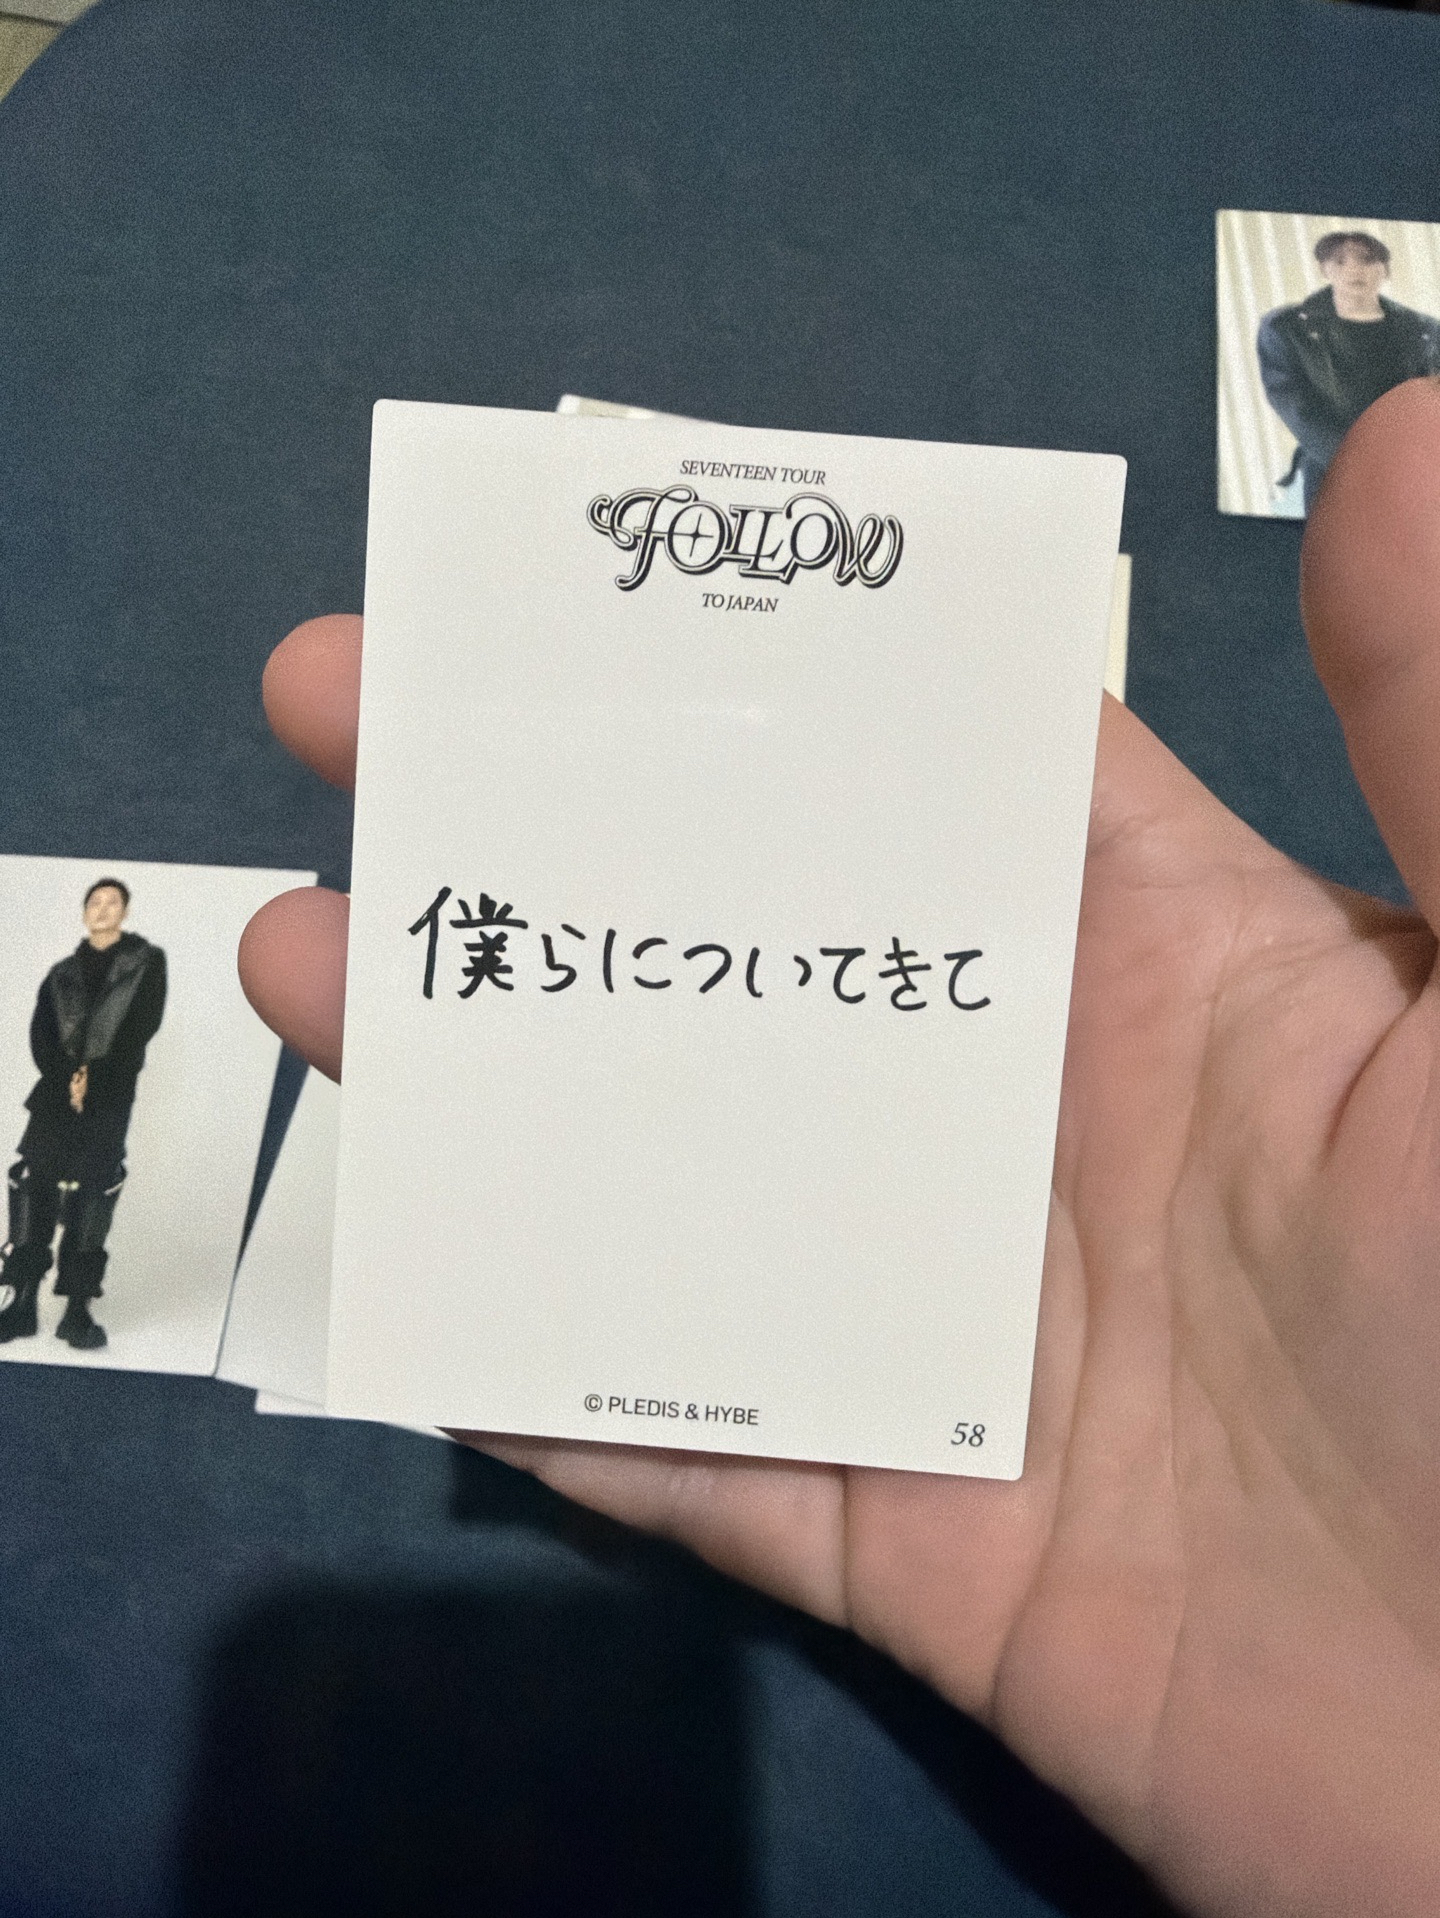 SEVENTEEN TOUR
FOLLOW
TO JAPAN
僕らについてきて
© PLEDIS & HYBE
58